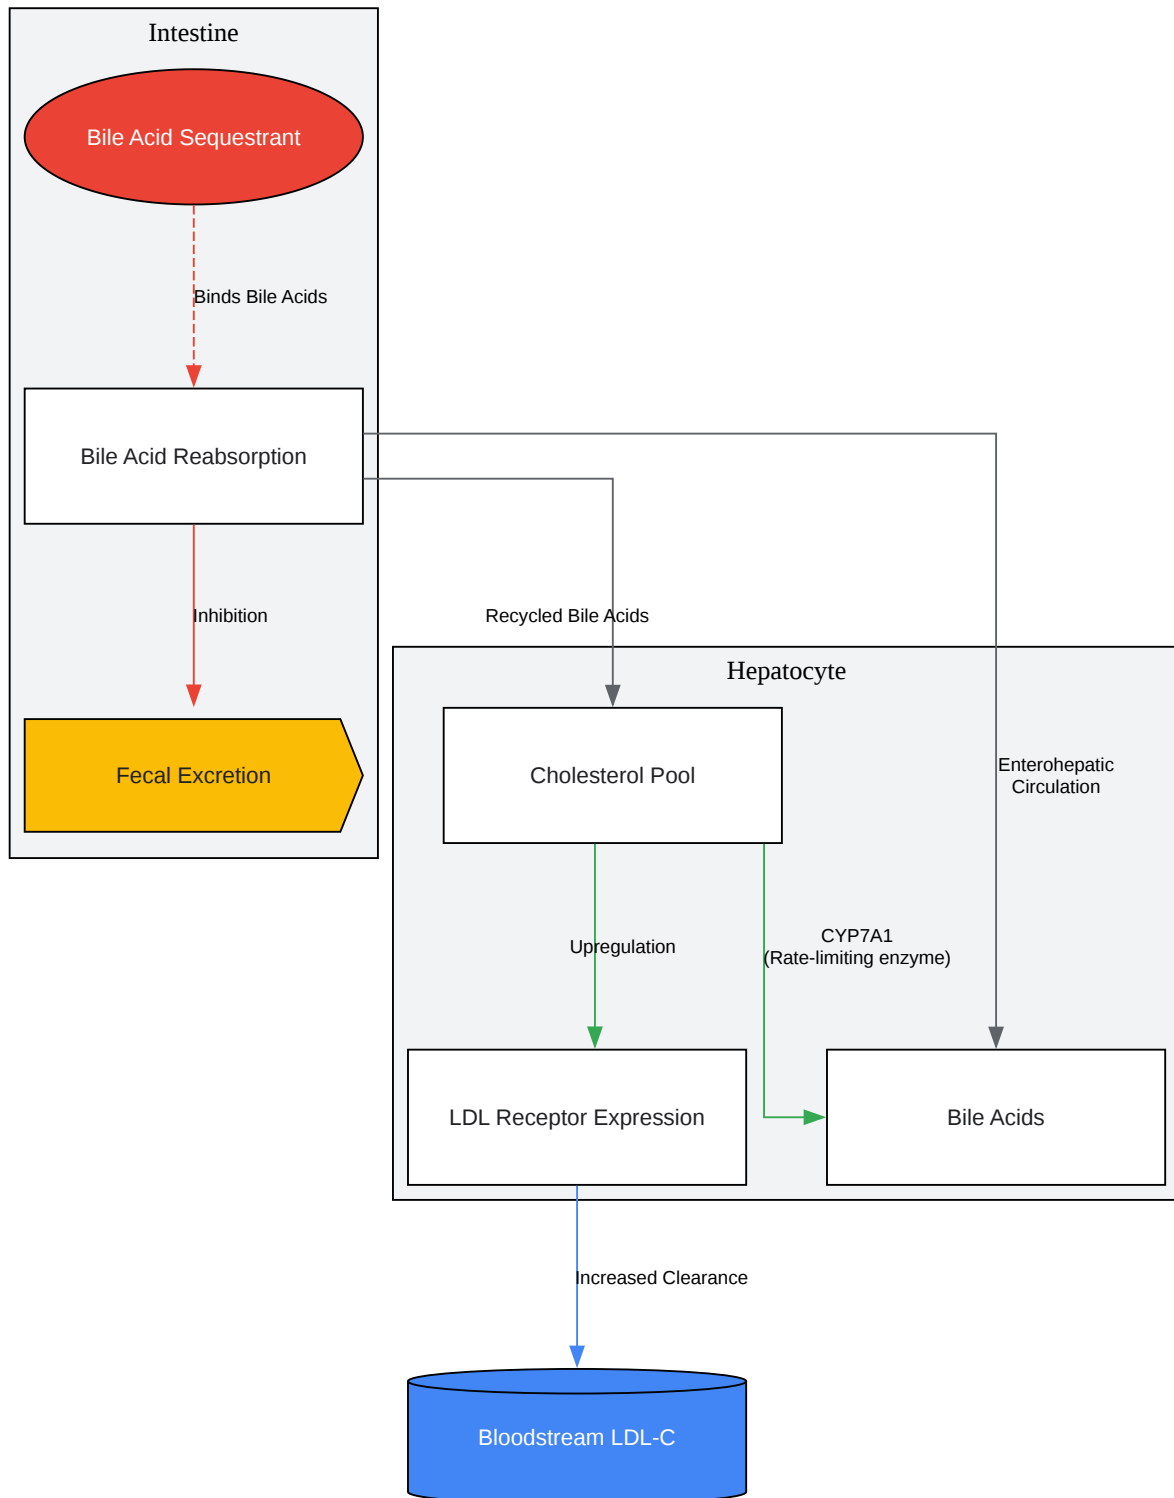 Intestine
Bile Acid Sequestrant
Binds Bile Acids
Bile Acid Reabsorption
Inhibition
Recycled Bile Acids
Hepatocyte
Fecal Excretion
Cholesterol Pool
Enterohepatic
Circulation
Upregulation
CYP7A1
(Rate-limiting enzyme)
LDL Receptor Expression
Bile Acids
Increased Clearance
Bloodstream LDL-C